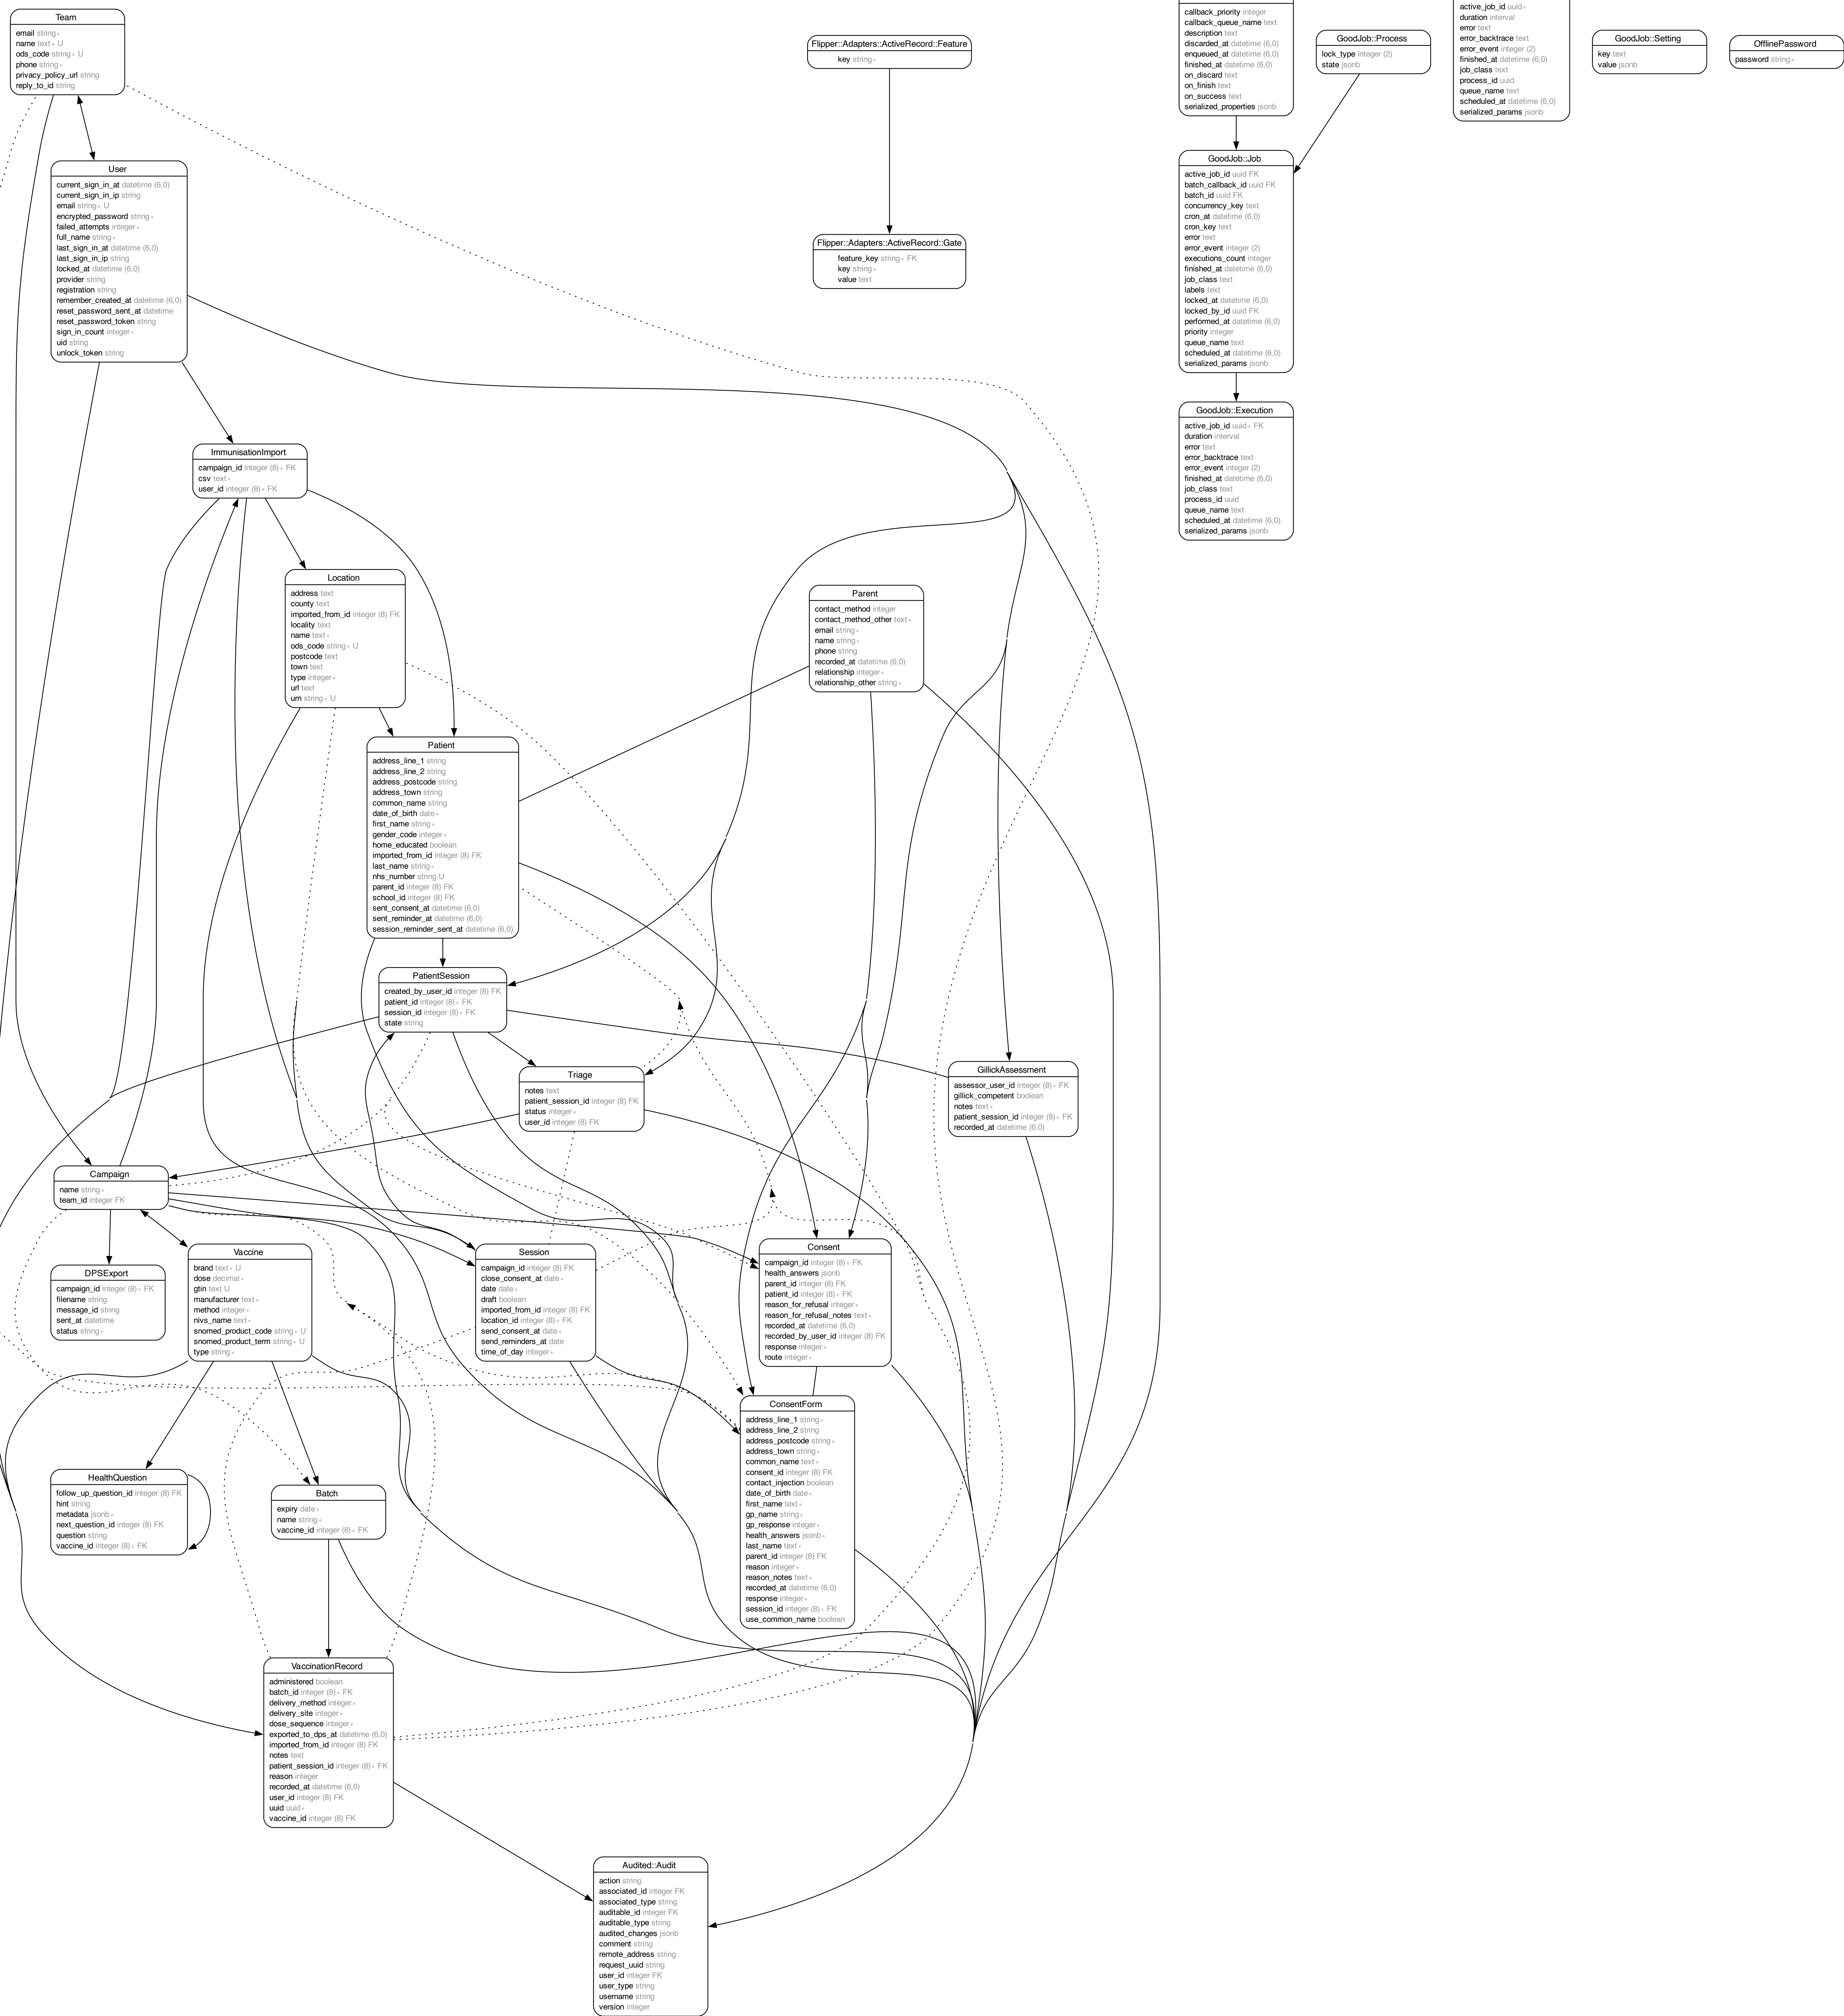 Team
email string ∗
name text ∗ U
ods_code string ∗ U
phone string ∗
privacy_policy_url string
reply_to_id string
User
current_sign_in_at datetime (6,0)
current_sign_in_ip string
email string ∗ U
encrypted_password string ∗
failed_attempts integer ∗
full_name string ∗
last_sign_in_at datetime (6,0)
last_sign_in_ip string
locked_at datetime (6,0)
provider string
registration string
remember_created_at datetime (6,0)
reset_password_sent_at datetime
reset_password_token string
sign_in_count integer ∗
uid string
unlock_token string
Flipper::Adapters::ActiveRecord::Feature
key string ∗
Flipper::Adapters::ActiveRecord::Gate
feature_key string ∗ FK
key string ∗
value text
callback_priority integer
callback_queue_name text
description text
discarded_at datetime (6,0)
enqueued_at datetime (6,0)
finished_at datetime (6,0)
on_discard text
on_finish text
on_success text
serialized_properties jsonb
GoodJob::Process
lock_type integer (2)
state jsonb
active_job_id uuid ∗
duration interval
error text
error_backtrace text
error_event integer (2)
finished_at datetime (6,0)
job_class text
process_id uuid
queue_name text
scheduled_at datetime (6,0)
serialized_params jsonb
GoodJob::Setting
key text
value jsonb
OfflinePassword
password string ∗
GoodJob::Job
active_job_id uuid FK
batch_callback_id uuid FK
batch_id uuid FK
concurrency_key text
cron_at datetime (6,0)
cron_key text
error text
error_event integer (2)
executions_count integer
finished_at datetime (6,0)
job_class text
labels text
locked_at datetime (6,0)
locked_by_id uuid FK
performed_at datetime (6,0)
priority integer
queue_name text
scheduled_at datetime (6,0)
serialized_params jsonb
GoodJob::Execution
active_job_id uuid ∗ FK
duration interval
error text
error_backtrace text
error_event integer (2)
finished_at datetime (6,0)
job_class text
process_id uuid
queue_name text
scheduled_at datetime (6,0)
serialized_params jsonb
ImmunisationImport
campaign_id integer (8) ∗ FK
csv text ∗
user_id integer (8) ∗ FK
Location
address text
county text
imported_from_id integer (8) FK
locality text
name text ∗
ods_code string ∗ U
postcode text
town text
type integer ∗
url text
urn string ∗ U
Parent
contact_method integer
contact_method_other text ∗
email string ∗
name string ∗
phone string
recorded_at datetime (6,0)
relationship integer ∗
relationship_other string ∗
Patient
address_line_1 string
address_line_2 string
address_postcode string
address_town string
common_name string
date_of_birth date ∗
first_name string ∗
gender_code integer ∗
home_educated boolean
imported_from_id integer (8) FK
last_name string ∗
nhs_number string U
parent_id integer (8) FK
school_id integer (8) FK
sent_consent_at datetime (6,0)
sent_reminder_at datetime (6,0)
session_reminder_sent_at datetime (6,0)
PatientSession
created_by_user_id integer (8) FK
patient_id integer (8) ∗ FK
session_id integer (8) ∗ FK
state string
Triage
notes text
patient_session_id integer (8) FK
status integer ∗
user_id integer (8) FK
GillickAssessment
assessor_user_id integer (8) ∗ FK
gillick_competent boolean
notes text ∗
patient_session_id integer (8) ∗ FK
recorded_at datetime (6,0)
Campaign
name string ∗
team_id integer FK
DPSExport
campaign_id integer (8) ∗ FK
filename string
message_id string
sent_at datetime
status string ∗
Vaccine
brand text ∗ U
dose decimal ∗
gtin text U
manufacturer text ∗
method integer ∗
nivs_name text ∗
snomed_product_code string ∗ U
snomed_product_term string ∗ U
type string ∗
Session
campaign_id integer (8) FK
close_consent_at date ∗
date date ∗
draft boolean
imported_from_id integer (8) FK
location_id integer (8) ∗ FK
send_consent_at date ∗
send_reminders_at date
time_of_day integer ∗
Consent
campaign_id integer (8) ∗ FK
health_answers jsonb
parent_id integer (8) FK
patient_id integer (8) ∗ FK
reason_for_refusal integer ∗
reason_for_refusal_notes text ∗
recorded_at datetime (6,0)
recorded_by_user_id integer (8) FK
response integer ∗
route integer ∗
ConsentForm
address_line_1 string ∗
address_line_2 string
address_postcode string ∗
address_town string ∗
common_name text ∗
consent_id integer (8) FK
contact_injection boolean
date_of_birth date ∗
first_name text ∗
gp_name string ∗
gp_response integer ∗
health_answers jsonb ∗
last_name text ∗
parent_id integer (8) FK
reason integer ∗
reason_notes text ∗
recorded_at datetime (6,0)
response integer ∗
session_id integer (8) ∗ FK
use_common_name boolean
HealthQuestion
follow_up_question_id integer (8) FK
hint string
metadata jsonb ∗
next_question_id integer (8) FK
question string
vaccine_id integer (8) ∗ FK
Batch
expiry date ∗
name string ∗
vaccine_id integer (8) ∗ FK
VaccinationRecord
administered boolean
batch_id integer (8) ∗ FK
delivery_method integer ∗
delivery_site integer ∗
dose_sequence integer ∗
exported_to_dps_at datetime (6,0)
imported_from_id integer (8) FK
notes text
patient_session_id integer (8) ∗ FK
reason integer
recorded_at datetime (6,0)
user_id integer (8) FK
uuid uuid ∗
vaccine_id integer (8) FK
Audited::Audit
action string
associated_id integer FK
associated_type string
auditable_id integer FK
auditable_type string
audited_changes jsonb
comment string
remote_address string
request_uuid string
user_id integer FK
user_type string
username string
version integer